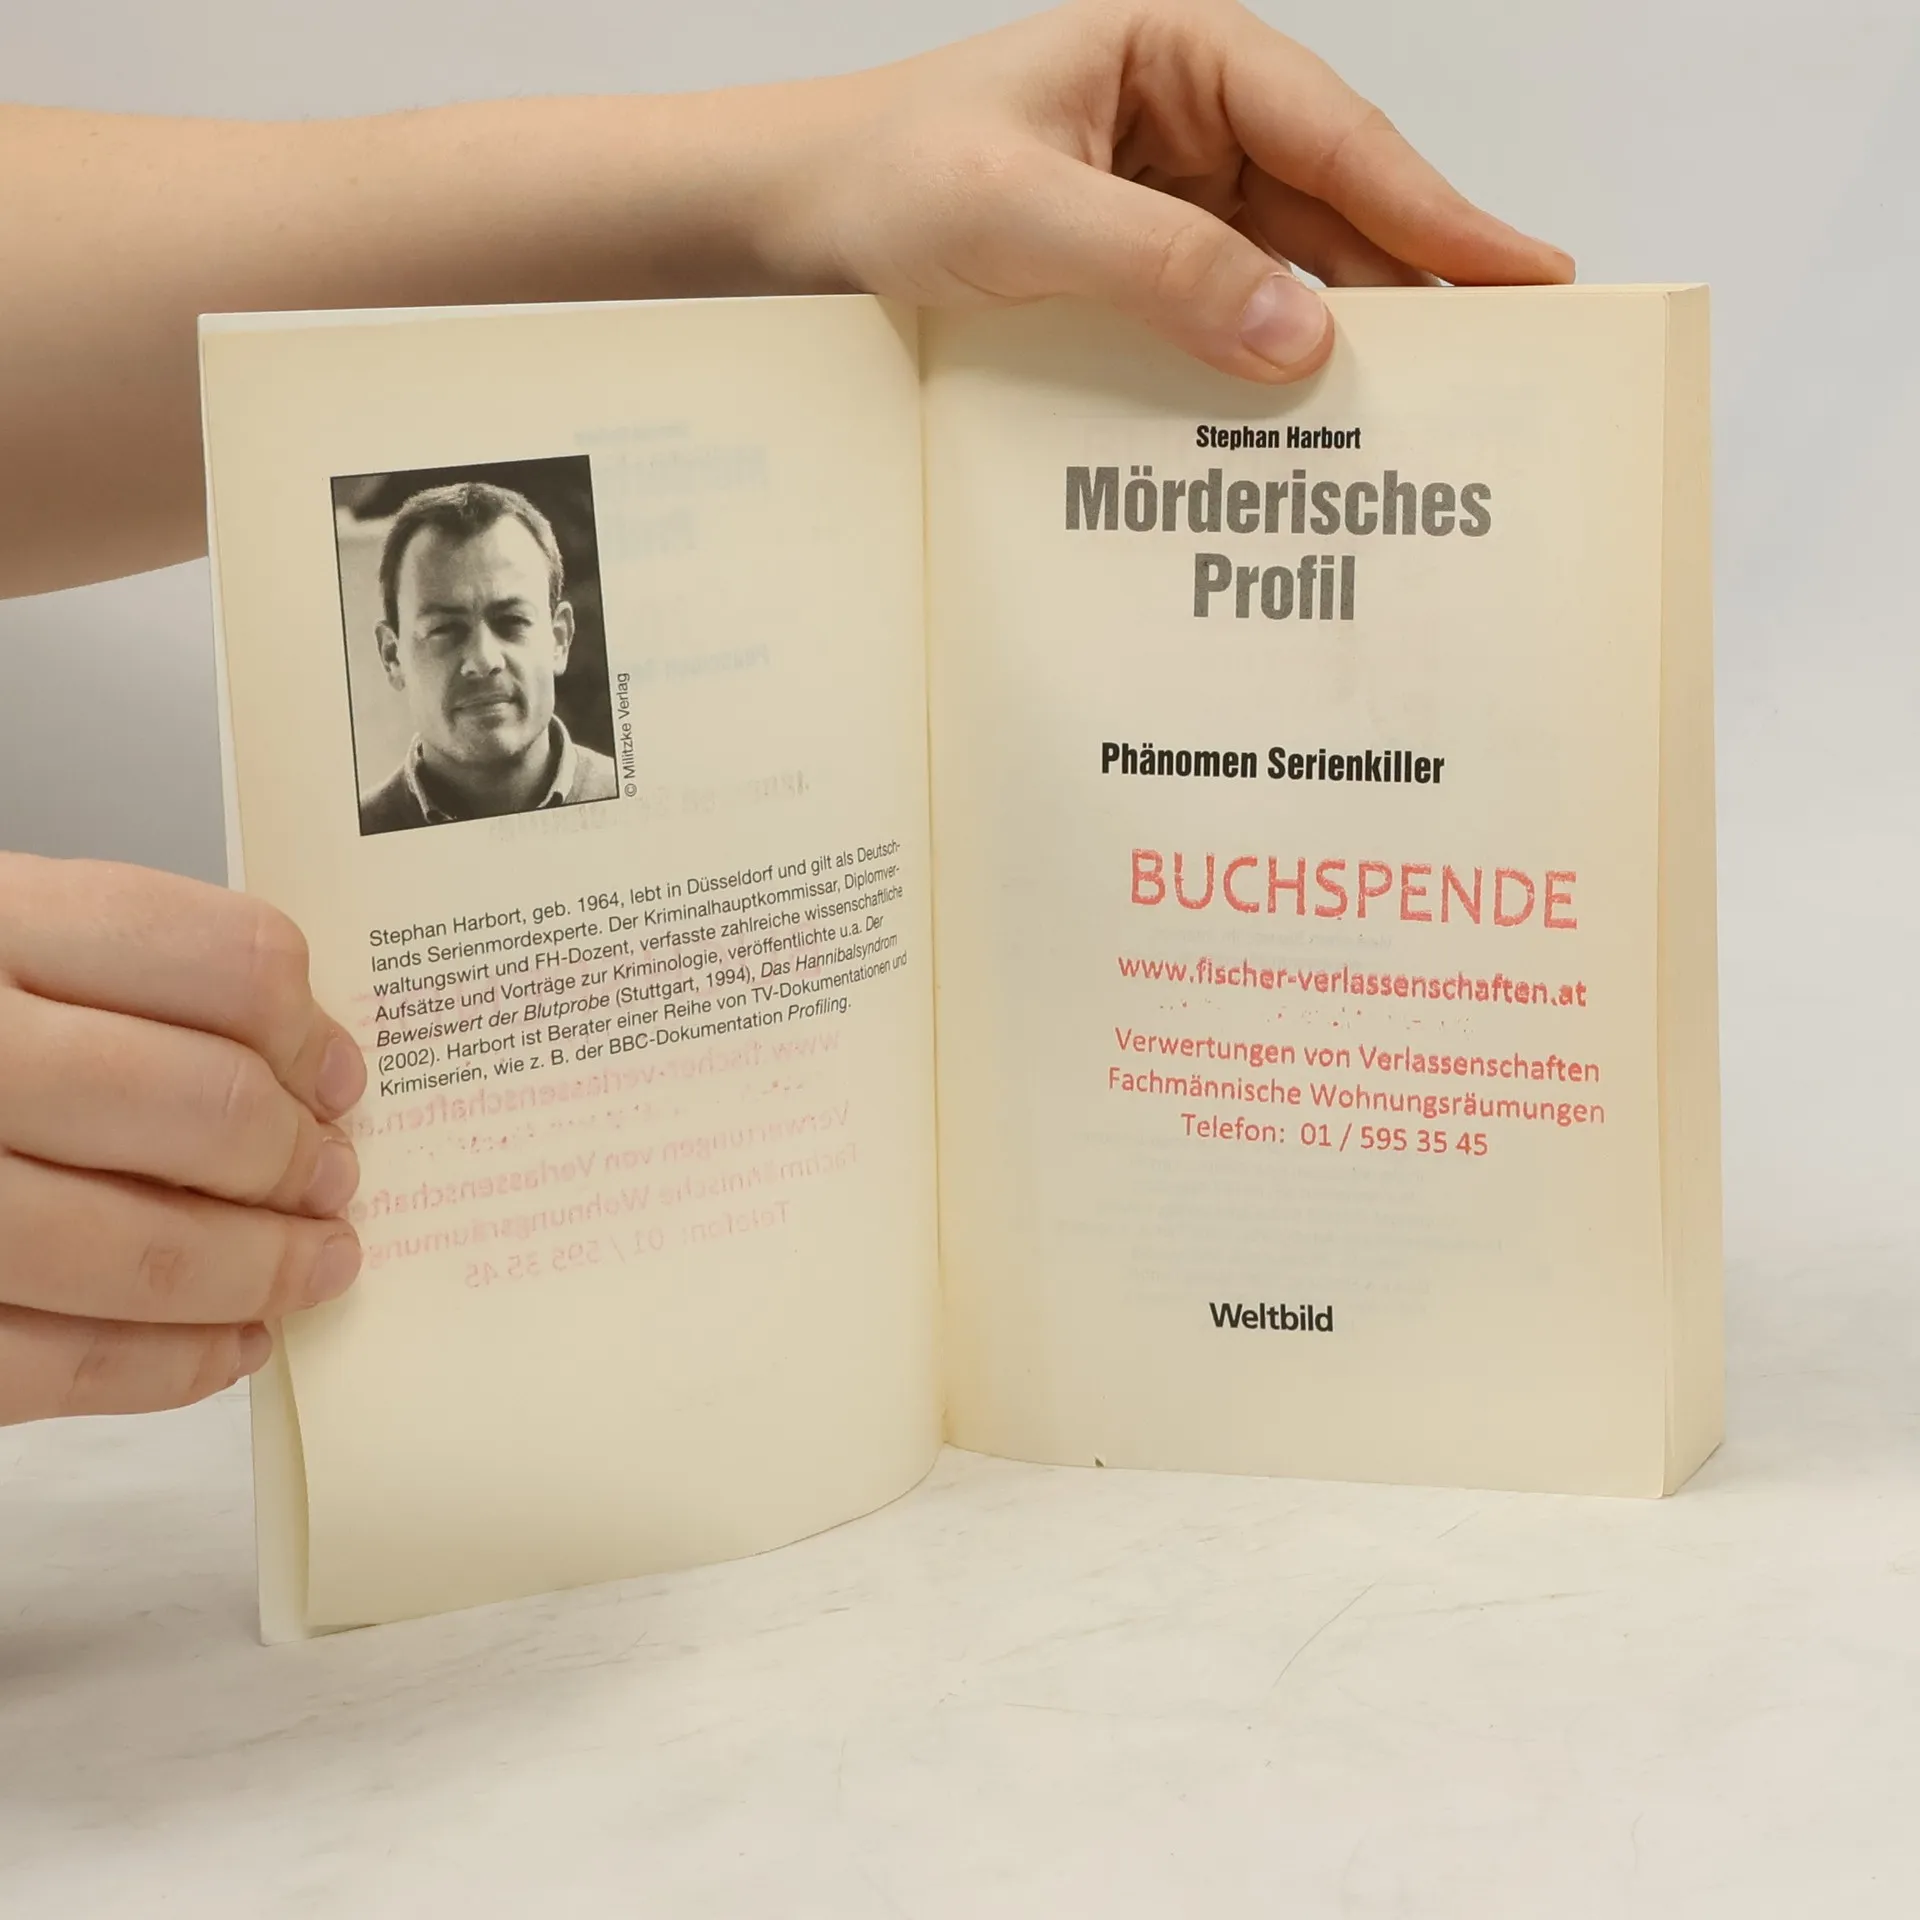 © Militzke Verlag
Stephan Harbort, geb. 1964, lebt in Düsseldorf und gilt als Deutsch-
lands Serienmordexperte. Der Kriminalhauptkommissar, Diplomver-
waltungswirt und FH-Dozent, verfasste zahlreiche wissenschaftliche
Aufsätze und Vorträge zur Kriminologie, veröffentlichte u.a. Der
Beweiswert der Blutprobe (Stuttgart, 1994), Das Hannibalsyndrom
(2002). Harbort ist Berater einer Reihe von TV-Dokumentationen und
Krimiserien, wie z. B. der BBC-Dokumentation Profiling.
Stephan Harbort
Mörderisches
Profil
Phänomen Serienkiller
BUCHSPENDE
www.fischer-verlassenschaften.at
Verwertungen von Verlassenschaften
Fachmännische Wohnungsräumungen
Telefon: 01 / 595 35 45
Weltbild